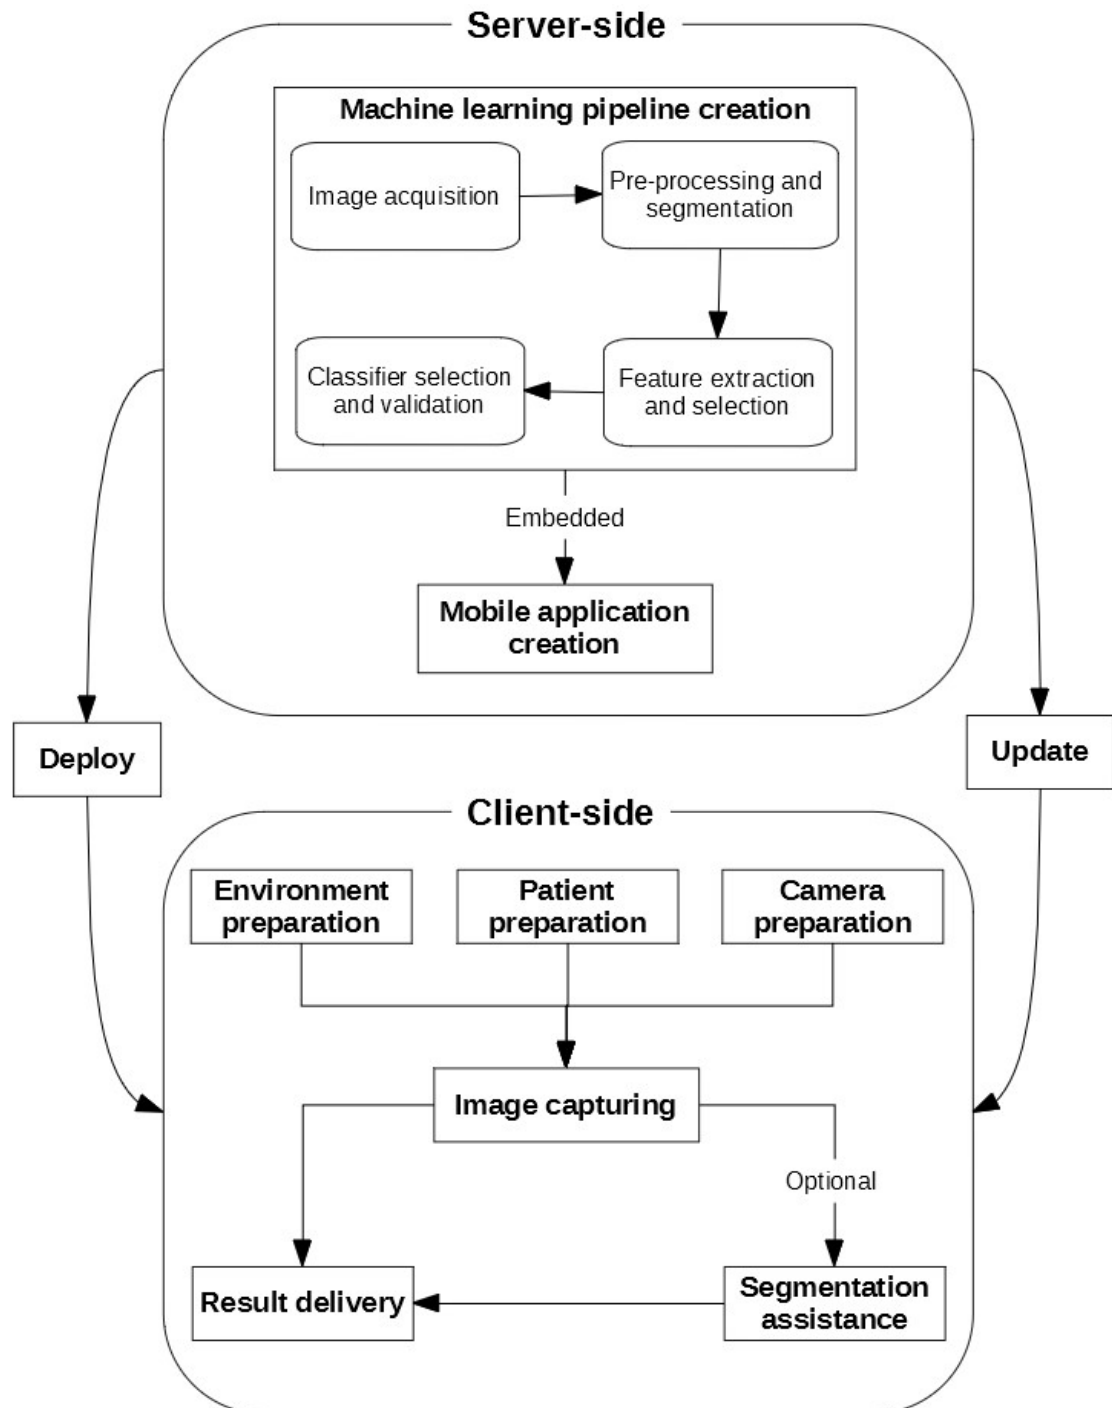 Server-side
Machine learning pipeline creation
Image acquisition
Pre-processing and
segmentation
Classifier selection
and validation
Feature extraction
and selection
Embedded
Mobile application
creation
Deploy
Update
Client-side
Environment
preparation
Patient
preparation
Camera
preparation
Image capturing
Optional
Result delivery
Segmentation
assistance